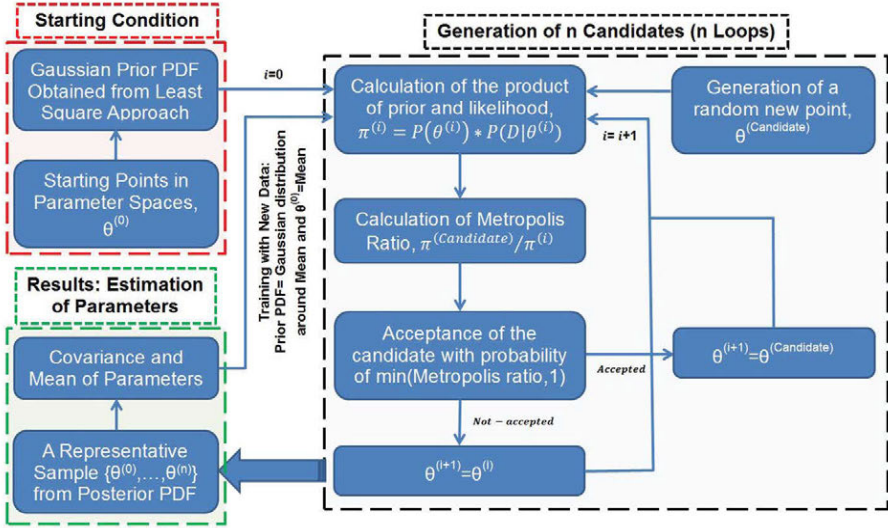 Starting Condition
Gaussian Prior PDF
Obtained from Least
Square Approach
Starting Points in
Parameter Spaces,
θ^(0)
Results: Estimation
of Parameters
Covariance and
Mean of Parameters
A Representative
Sample {θ^(0),…,θ^(n)}
from Posterior PDF
i=0
Training with New Data:
Prior PDF= Gaussian distribution
around Mean and θ^(0)=Mean
Generation of n Candidates (n Loops)
Calculation of the product
of prior and likelihood,
π^(i) = P(θ^(i)) * P(D|θ^(i))
Generation of a
random new point,
θ^(Candidate)
i= i+1
Calculation of Metropolis
Ratio, π^(Candidate)/π^(i)
Acceptance of the
candidate with probability
of min(Metropolis ratio,1)
Accepted
θ^(i+1)=θ^(Candidate)
Not – accepted
θ^(i+1)=θ^(i)